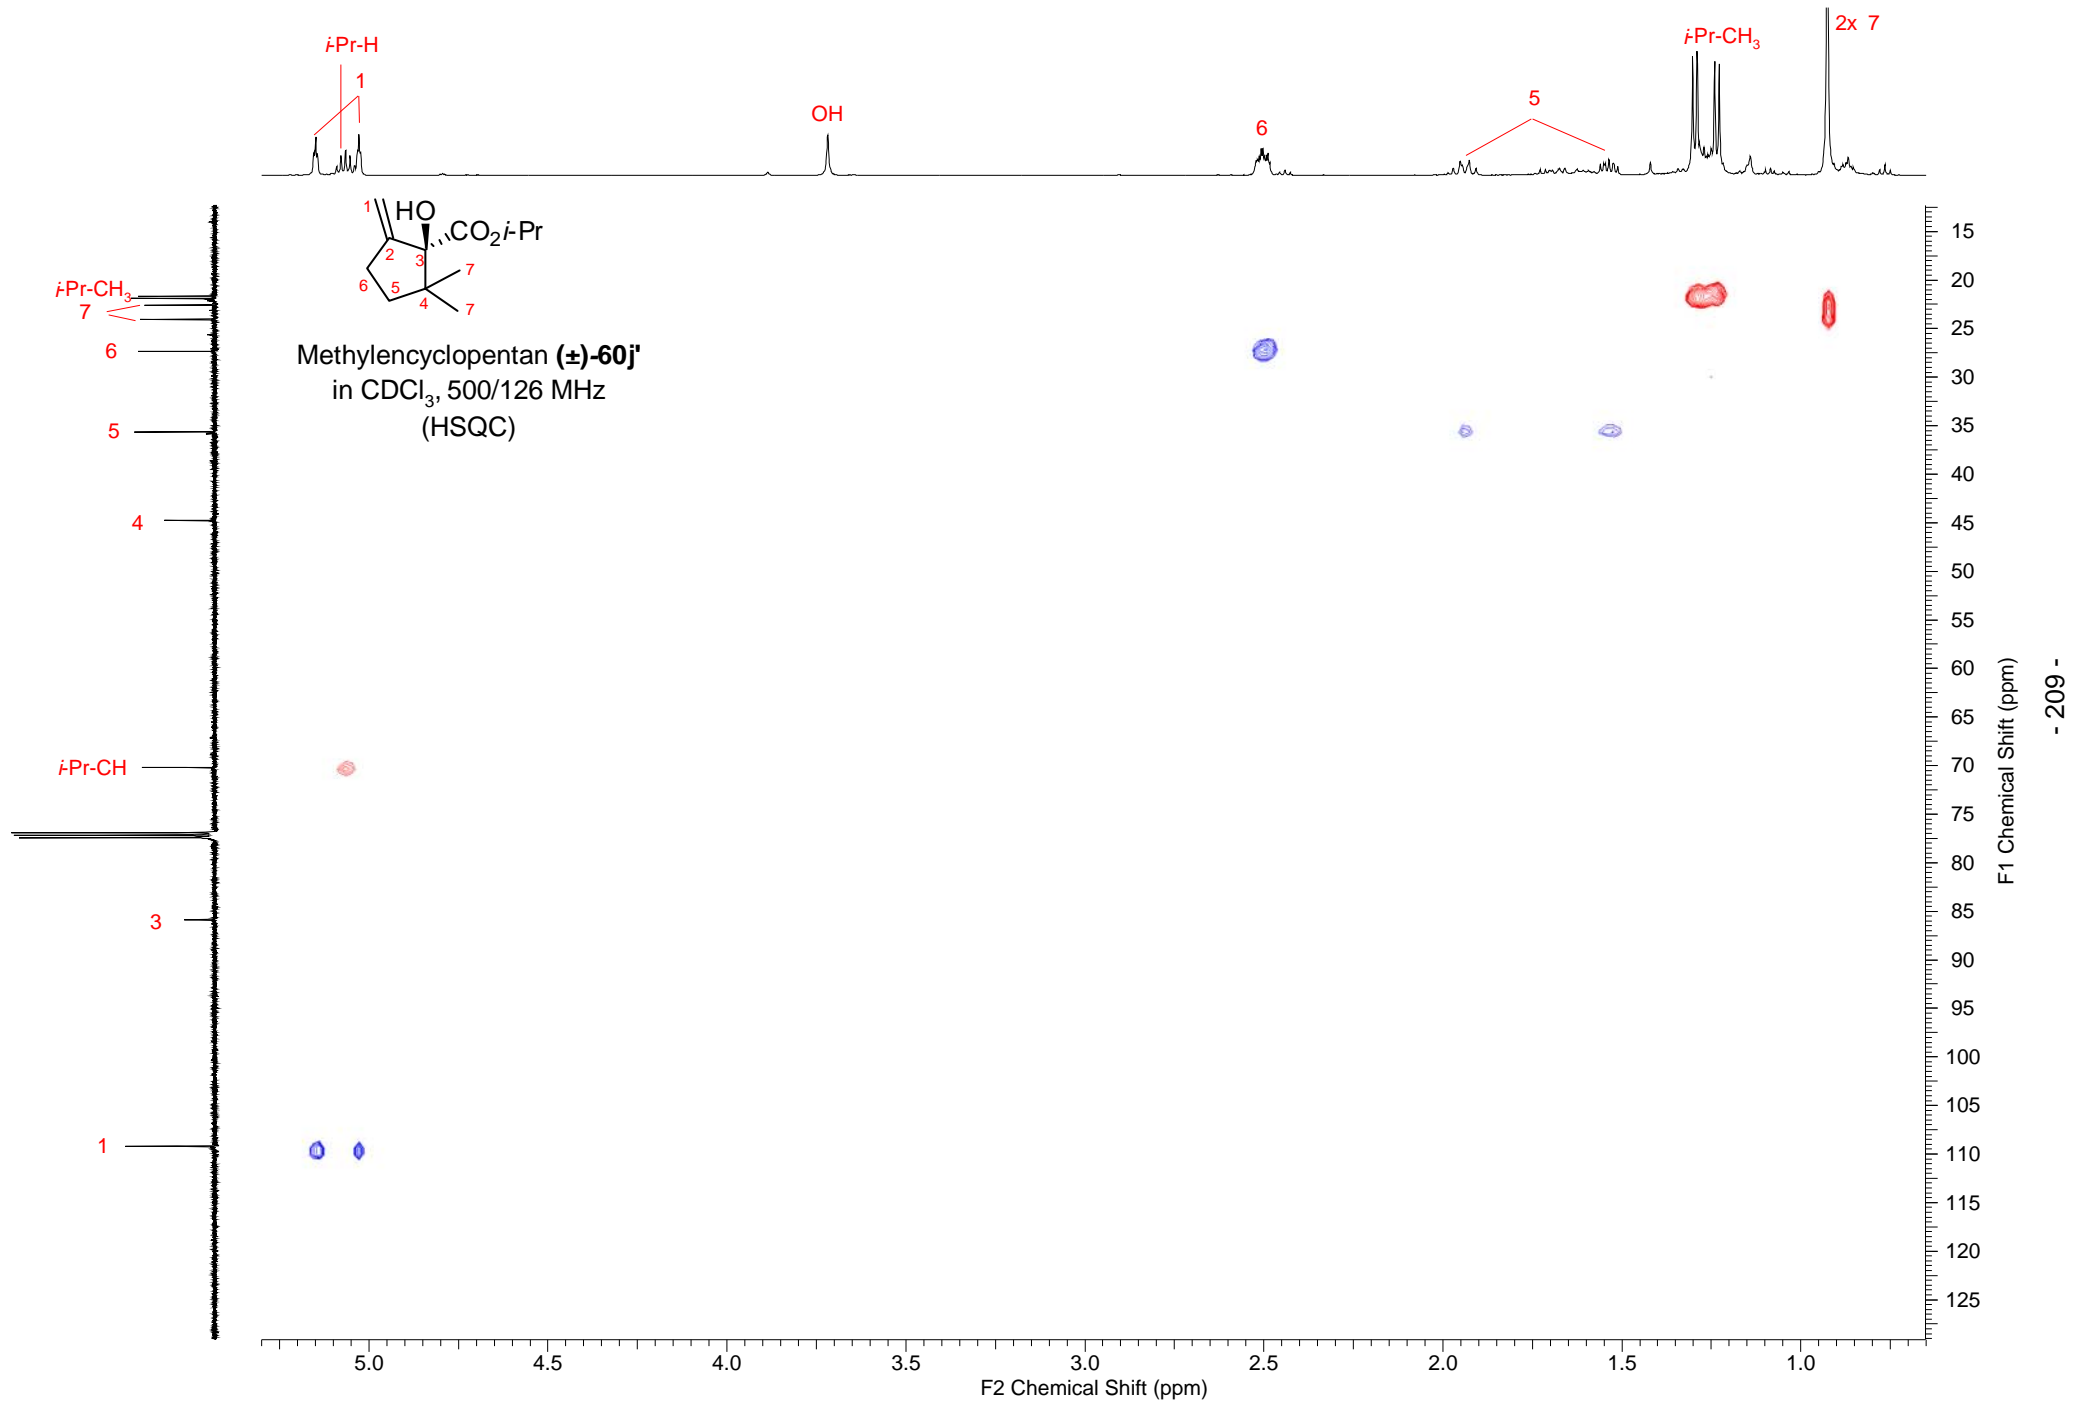 i-Pr-H
1
OH
6
5
i-Pr-CH3
2x 7
1
HO
CO2i-Pr
2
3
7
6
5
4
7
Methylencyclopentan (±)-60j'
in CDCl3, 500/126 MHz
(HSQC)
i-Pr-CH3
7
6
5
4
i-Pr-CH
3
1
15
20
25
30
35
40
45
50
55
60
65
70
75
80
85
90
95
100
105
110
115
120
125
F1 Chemical Shift (ppm)
- 209 -
5.0 4.5 4.0 3.5 3.0 2.5 2.0 1.5 1.0
F2 Chemical Shift (ppm)